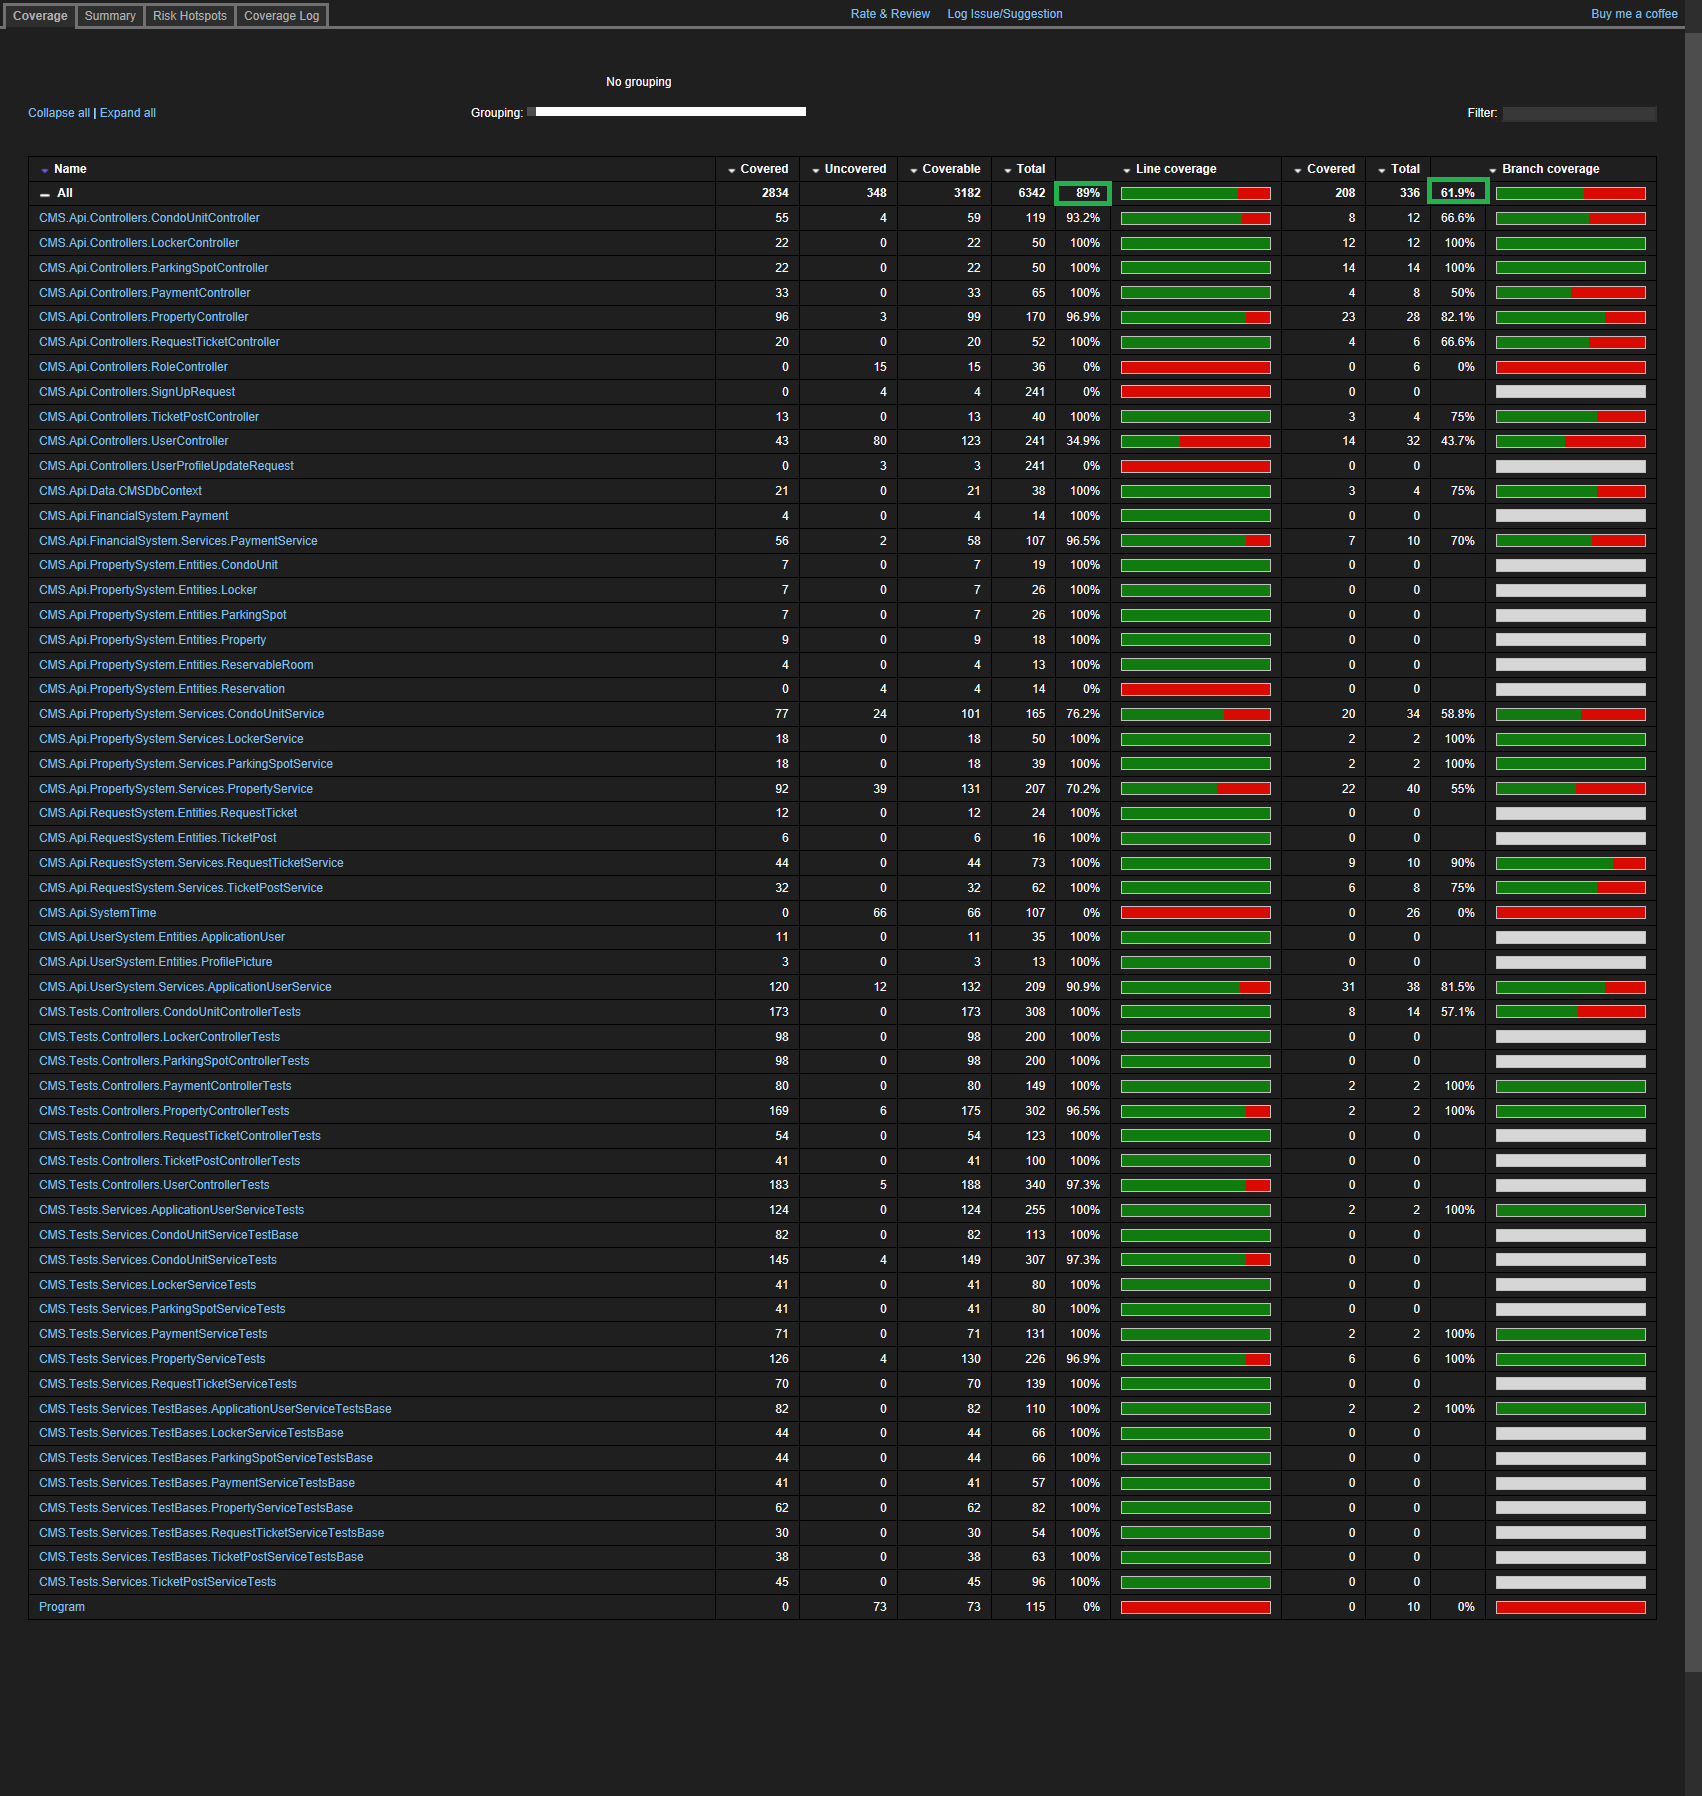 Coverage Summary Risk Hotspots Coverage Log Rate & Review Log Issue/Suggestion Buy me a coffee
No grouping
Collapse all | Expand all Grouping: Filter:
Name Covered Uncovered Coverable Total Line coverage Covered Total Branch coverage
All 2834 348 3182 6342 89% 208 336 61.9%
CMS.Api.Controllers.CondoUnitController 55 4 59 119 93.2% 8 12 66.6%
CMS.Api.Controllers.LockerController 22 0 22 50 100% 12 12 100%
CMS.Api.Controllers.ParkingSpotController 22 0 22 50 100% 14 14 100%
CMS.Api.Controllers.PaymentController 33 0 33 65 100% 4 8 50%
CMS.Api.Controllers.PropertyController 96 3 99 170 96.9% 23 28 82.1%
CMS.Api.Controllers.RequestTicketController 20 0 20 52 100% 4 6 66.6%
CMS.Api.Controllers.RoleController 0 15 15 36 0% 0 6 0%
CMS.Api.Controllers.SignUpRequest 0 4 4 241 0% 0 0
CMS.Api.Controllers.TicketPostController 13 0 13 40 100% 3 4 75%
CMS.Api.Controllers.UserController 43 80 123 241 34.9% 14 32 43.7%
CMS.Api.Controllers.UserProfileUpdateRequest 0 3 3 241 0% 0 0
CMS.Api.Data.CMSDbContext 21 0 21 38 100% 3 4 75%
CMS.Api.FinancialSystem.Payment 4 0 4 14 100% 0 0
CMS.Api.FinancialSystem.Services.PaymentService 56 2 58 107 96.5% 7 10 70%
CMS.Api.PropertySystem.Entities.CondoUnit 7 0 7 19 100% 0 0
CMS.Api.PropertySystem.Entities.Locker 7 0 7 26 100% 0 0
CMS.Api.PropertySystem.Entities.ParkingSpot 7 0 7 26 100% 0 0
CMS.Api.PropertySystem.Entities.Property 9 0 9 18 100% 0 0
CMS.Api.PropertySystem.Entities.ReservableRoom 4 0 4 13 100% 0 0
CMS.Api.PropertySystem.Entities.Reservation 0 4 4 14 0% 0 0
CMS.Api.PropertySystem.Services.CondoUnitService 77 24 101 165 76.2% 20 34 58.8%
CMS.Api.PropertySystem.Services.LockerService 18 0 18 50 100% 2 2 100%
CMS.Api.PropertySystem.Services.ParkingSpotService 18 0 18 39 100% 2 2 100%
CMS.Api.PropertySystem.Services.PropertyService 92 39 131 207 70.2% 22 40 55%
CMS.Api.RequestSystem.Entities.RequestTicket 12 0 12 24 100% 0 0
CMS.Api.RequestSystem.Entities.TicketPost 6 0 6 16 100% 0 0
CMS.Api.RequestSystem.Services.RequestTicketService 44 0 44 73 100% 9 10 90%
CMS.Api.RequestSystem.Services.TicketPostService 32 0 32 62 100% 6 8 75%
CMS.Api.SystemTime 0 66 66 107 0% 0 26 0%
CMS.Api.UserSystem.Entities.ApplicationUser 11 0 11 35 100% 0 0
CMS.Api.UserSystem.Entities.ProfilePicture 3 0 3 13 100% 0 0
CMS.Api.UserSystem.Services.ApplicationUserService 120 12 132 209 90.9% 31 38 81.5%
CMS.Tests.Controllers.CondoUnitControllerTests 173 0 173 308 100% 8 14 57.1%
CMS.Tests.Controllers.LockerControllerTests 98 0 98 200 100% 0 0
CMS.Tests.Controllers.ParkingSpotControllerTests 98 0 98 200 100% 0 0
CMS.Tests.Controllers.PaymentControllerTests 80 0 80 149 100% 2 2 100%
CMS.Tests.Controllers.PropertyControllerTests 169 6 175 302 96.5% 2 2 100%
CMS.Tests.Controllers.RequestTicketControllerTests 54 0 54 123 100% 0 0
CMS.Tests.Controllers.TicketPostControllerTests 41 0 41 100 100% 0 0
CMS.Tests.Controllers.UserControllerTests 183 5 188 340 97.3% 0 0
CMS.Tests.Services.ApplicationUserServiceTests 124 0 124 255 100% 2 2 100%
CMS.Tests.Services.CondoUnitServiceTestBase 82 0 82 113 100% 0 0
CMS.Tests.Services.CondoUnitServiceTests 145 4 149 307 97.3% 0 0
CMS.Tests.Services.LockerServiceTests 41 0 41 80 100% 0 0
CMS.Tests.Services.ParkingSpotServiceTests 41 0 41 80 100% 0 0
CMS.Tests.Services.PaymentServiceTests 71 0 71 131 100% 2 2 100%
CMS.Tests.Services.PropertyServiceTests 126 4 130 226 96.9% 6 6 100%
CMS.Tests.Services.RequestTicketServiceTests 70 0 70 139 100% 0 0
CMS.Tests.Services.TestBases.ApplicationUserServiceTestsBase 82 0 82 110 100% 2 2 100%
CMS.Tests.Services.TestBases.LockerServiceTestsBase 44 0 44 66 100% 0 0
CMS.Tests.Services.TestBases.ParkingSpotServiceTestsBase 44 0 44 66 100% 0 0
CMS.Tests.Services.TestBases.PaymentServiceTestsBase 41 0 41 57 100% 0 0
CMS.Tests.Services.TestBases.PropertyServiceTestsBase 62 0 62 82 100% 0 0
CMS.Tests.Services.TestBases.RequestTicketServiceTestsBase 30 0 30 54 100% 0 0
CMS.Tests.Services.TestBases.TicketPostServiceTestsBase 38 0 38 63 100% 0 0
CMS.Tests.Services.TicketPostServiceTests 45 0 45 96 100% 0 0
Program 0 73 73 115 0% 0 10 0%